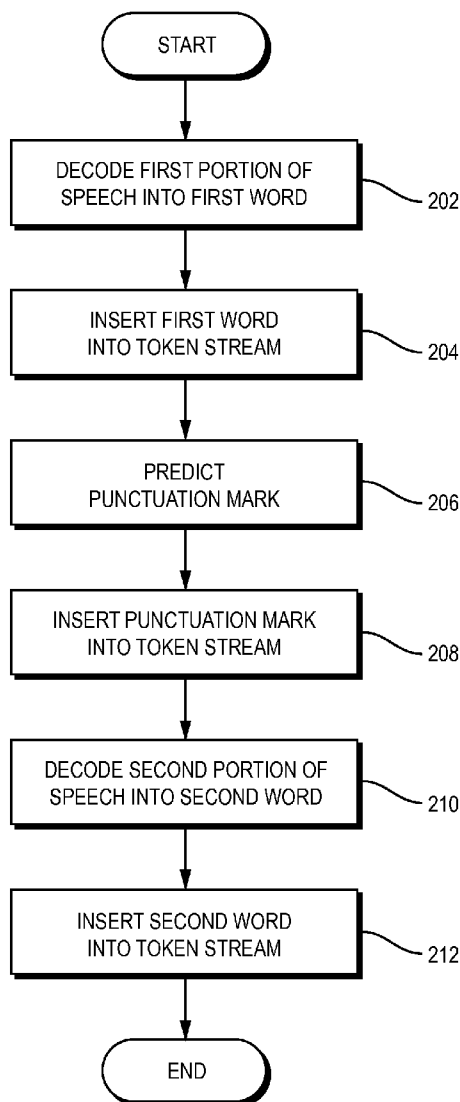 START
DECODE FIRST PORTION OF
SPEECH INTO FIRST WORD
202
INSERT FIRST WORD
INTO TOKEN STREAM
204
PREDICT
PUNCTUATION MARK
206
INSERT PUNCTUATION MARK
INTO TOKEN STREAM
208
DECODE SECOND PORTION OF
SPEECH INTO SECOND WORD
210
INSERT SECOND WORD
INTO TOKEN STREAM
212
END